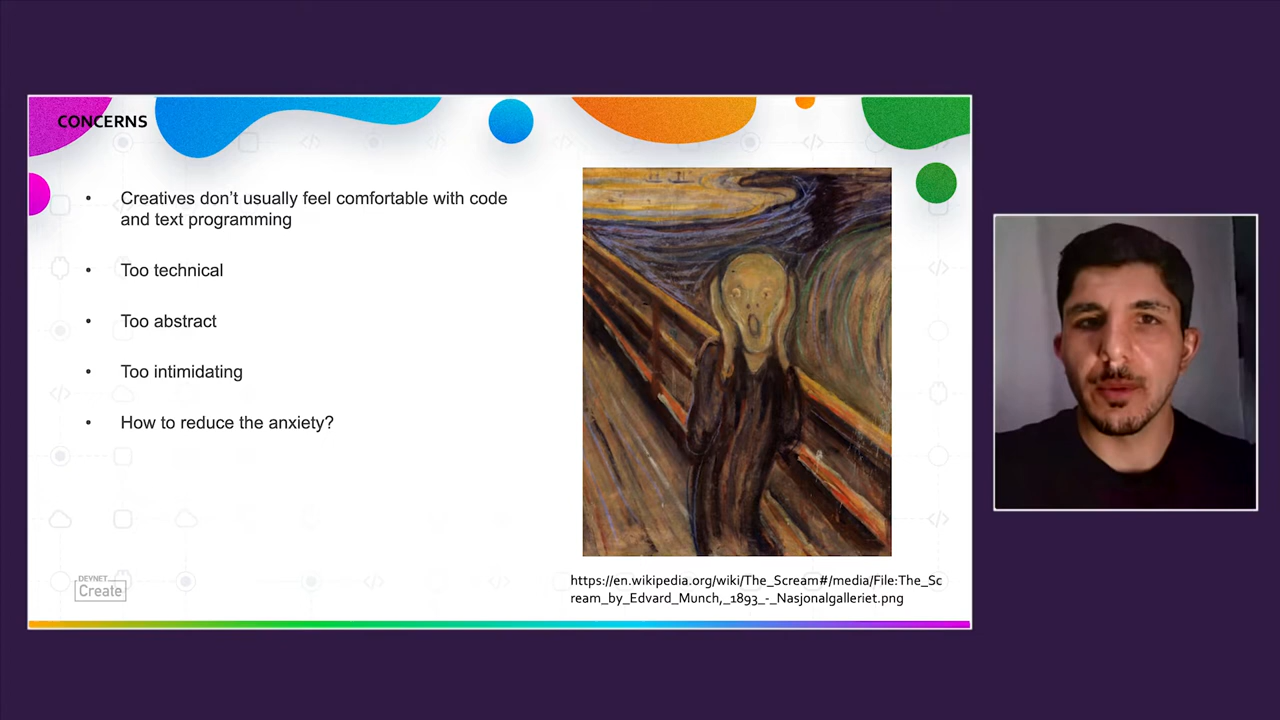 CONCERNS
• Creatives don’t usually feel comfortable with code
and text programming
• Too technical
• Too abstract
• Too intimidating
• How to reduce the anxiety?
https://en.wikipedia.org/wiki/The_Scream#/media/File:The_Sc
ream_by_Edvard_Munch,_1893_-_Nasjonalgalleriet.png
DEVNET
Create